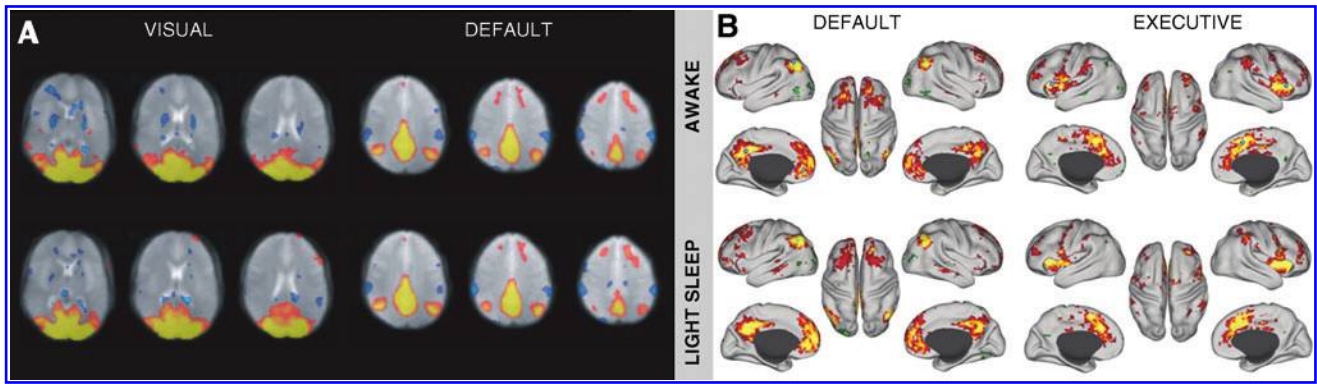 A
VISUAL
DEFAULT
AWAKE
LIGHT SLEEP
B
DEFAULT
EXECUTIVE